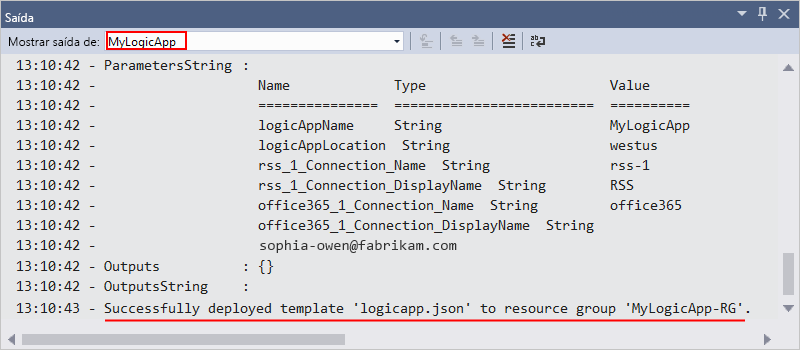 Saída
Mostrar saída de: MyLogicApp
13:10:42 - ParametersString :
13:10:42 - Name Type Value
13:10:42 - =============== ========================= ==========
13:10:42 - logicAppName String MyLogicApp
13:10:42 - logicAppLocation String westus
13:10:42 - rss_1_Connection_Name String rss-1
13:10:42 - rss_1_Connection_DisplayName String RSS
13:10:42 - office365_1_Connection_Name String office365
13:10:42 - office365_1_Connection_DisplayName String
13:10:42 - sophia-owen@fabrikam.com
13:10:42 - Outputs : {}
13:10:42 - OutputsString :
13:10:43 - Successfully deployed template 'logicapp.json' to resource group 'MyLogicApp-RG'.